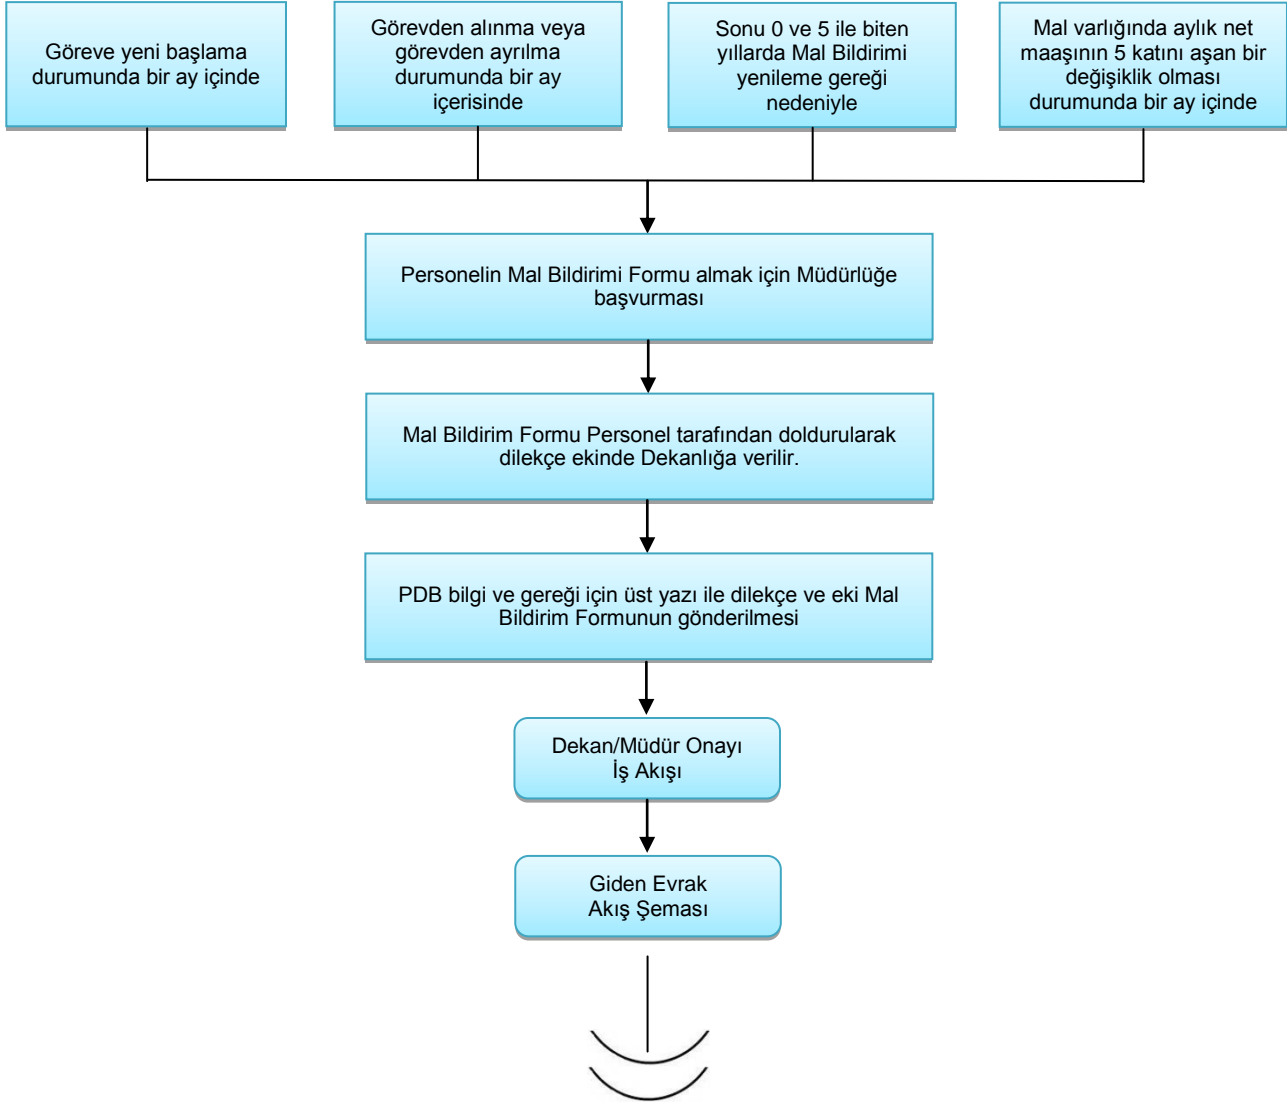 Göreve yeni başlama
durumunda bir ay içinde
Görevden alınma veya
görevden ayrılma
durumunda bir ay
içerisinde
Sonu 0 ve 5 ile biten
yıllarda Mal Bildirimi
yenileme gereği
nedeniyle
Mal varlığında aylık net
maaşının 5 katını aşan bir
değişiklik olması
durumunda bir ay içinde
Personelin Mal Bildirimi Formu almak için Müdürlüğe
başvurması
Mal Bildirim Formu Personel tarafından doldurularak
dilekçe ekinde Dekanlığa verilir.
PDB bilgi ve gereği için üst yazı ile dilekçe ve eki Mal
Bildirim Formunun gönderilmesi
Dekan/Müdür Onayı
İş Akışı
Giden Evrak
Akış Şeması